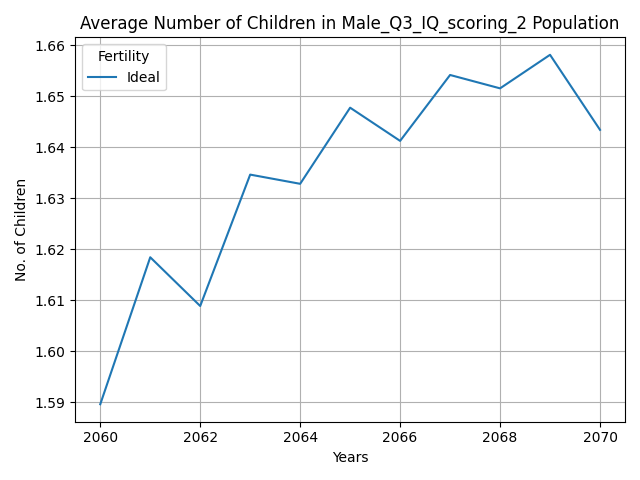 Average Number of Children in Male_Q3_IQ_scoring_2 Population
Fertility
Ideal
1.66
1.65
1.64
1.63
1.62
1.61
1.60
1.59
No. of Children
2060 2062 2064 2066 2068 2070
Years